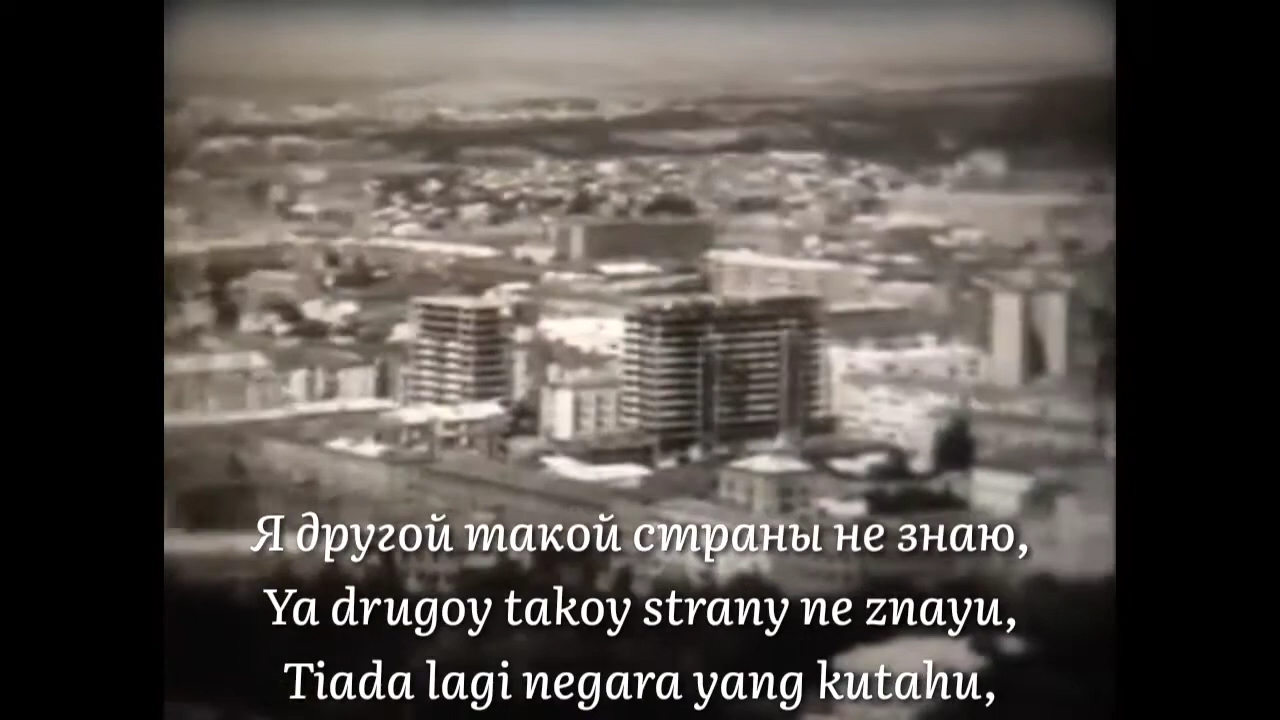 Я другой такой страны не знаю,
Ya drugoy takoy strany ne znayu,
Tiada lagi negara yang kutahu,